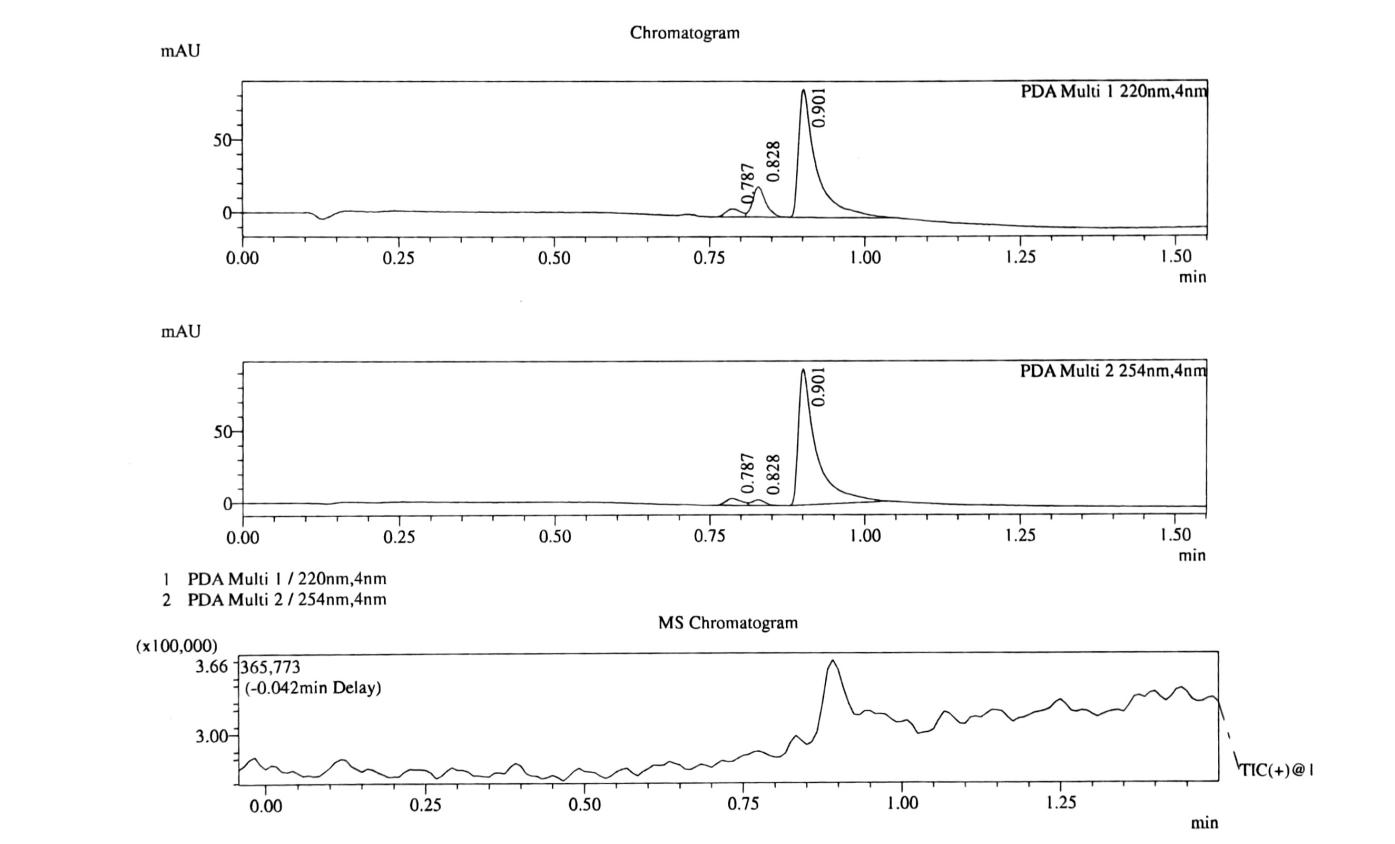 Chromatogram
mAU
PDA Multi 1 220nm,4nm
50
0
0.787
0.828
0.901
0.00 0.25 0.50 0.75 1.00 1.25 1.50
min
mAU
PDA Multi 2 254nm,4nm
50
0
0.787
0.828
0.901
0.00 0.25 0.50 0.75 1.00 1.25 1.50
min
1 PDA Multi 1 / 220nm,4nm
2 PDA Multi 2 / 254nm,4nm
MS Chromatogram
(x100,000)
3.66 365,773
(-0.042min Delay)
3.00
TIC(+)@1
0.00 0.25 0.50 0.75 1.00 1.25
min